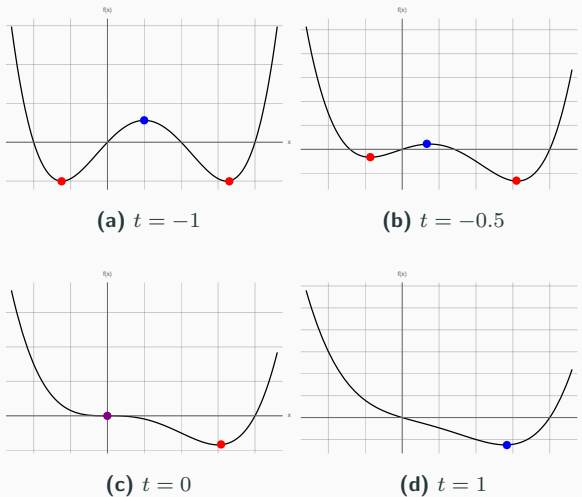 f(x)
f(x)
x
(a) t = −1
(b) t = −0.5
f(x)
f(x)
x
(c) t = 0
(d) t = 1